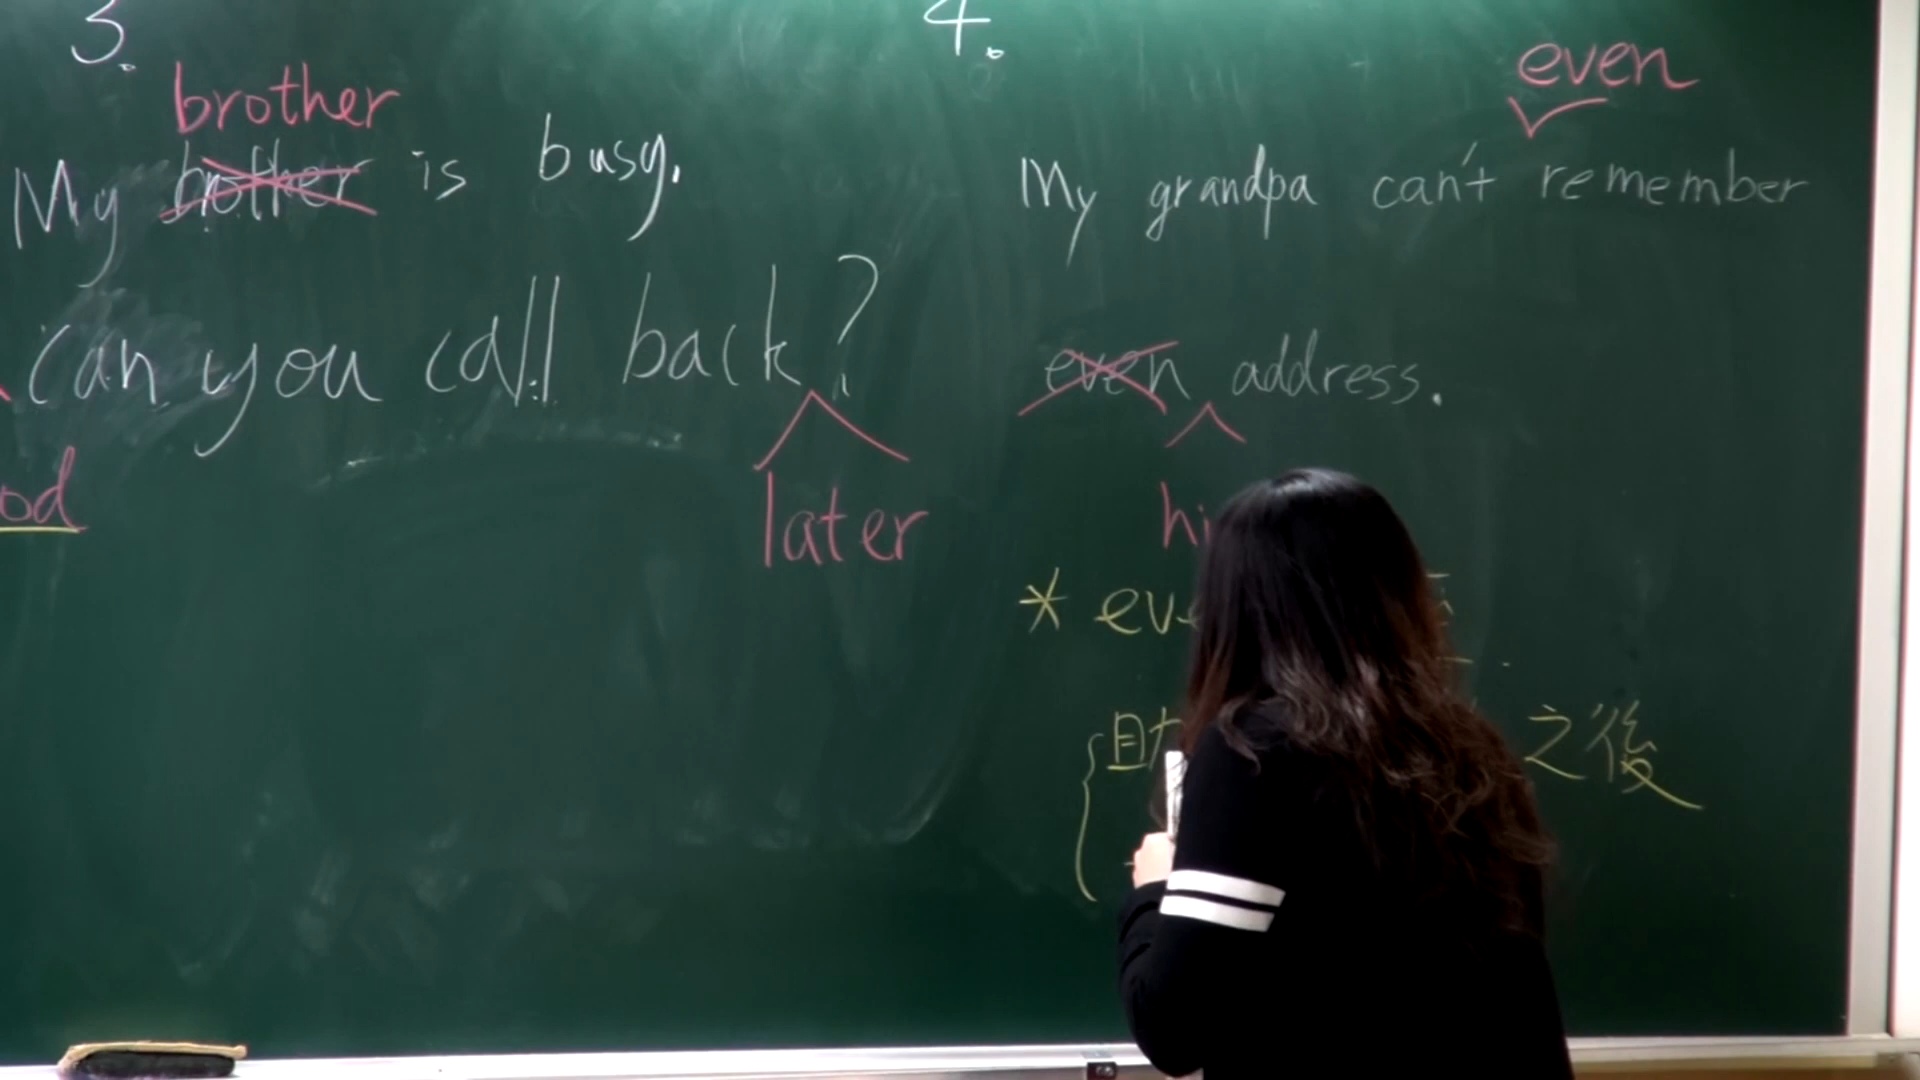 3.
brother
My brother is busy.
can you call back?
later
od
4.
even
My grandpa can't remember
even address.
hi
* eve
之後